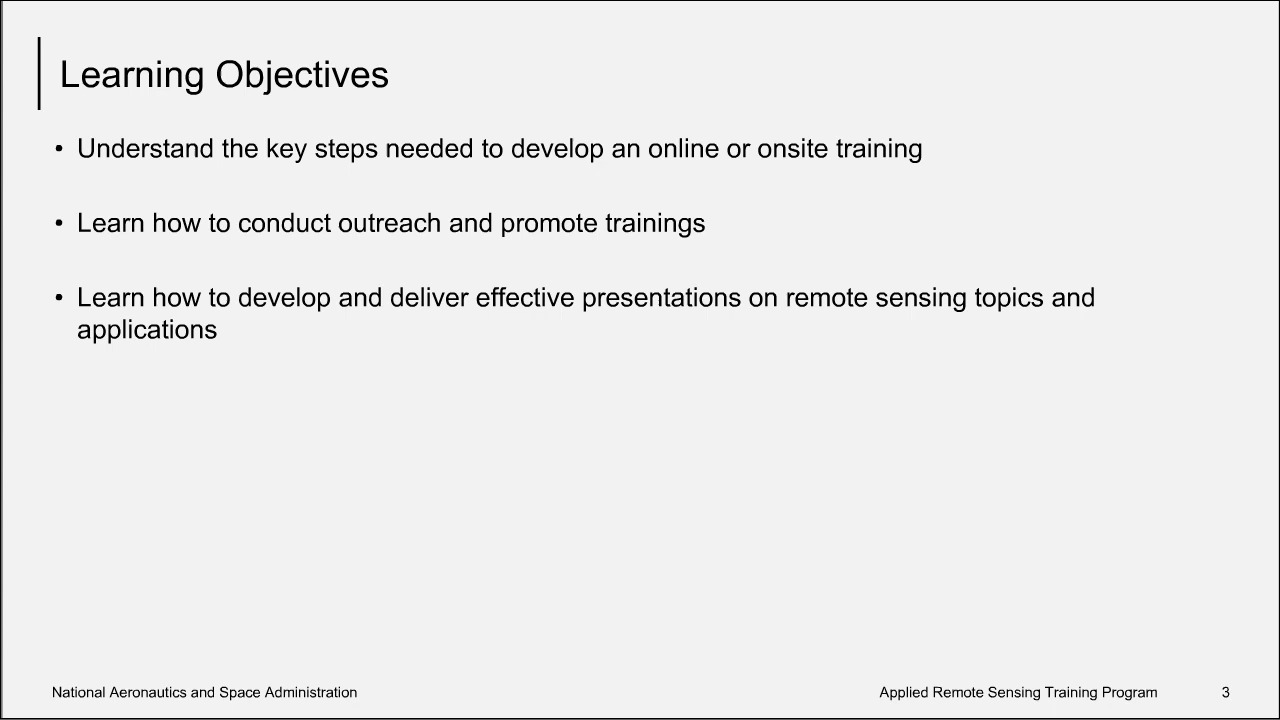 Learning Objectives
• Understand the key steps needed to develop an online or onsite training
• Learn how to conduct outreach and promote trainings
• Learn how to develop and deliver effective presentations on remote sensing topics and
applications
National Aeronautics and Space Administration
Applied Remote Sensing Training Program
3